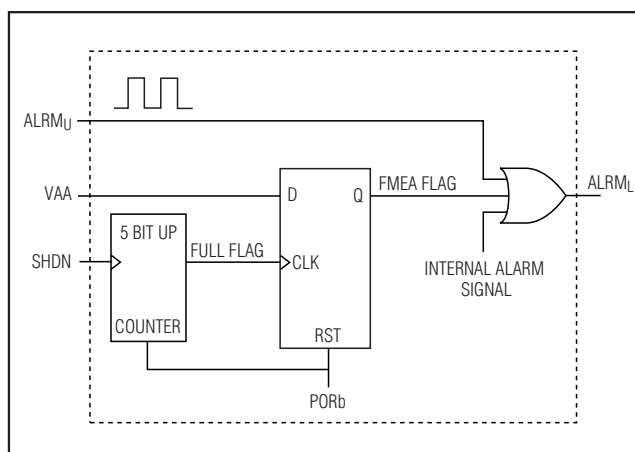 ALRMU
VAA
D
Q
FMEA FLAG
ALRML
5 BIT UP
FULL FLAG
SHDN
CLK
INTERNAL ALARM
SIGNAL
COUNTER
RST
PORb